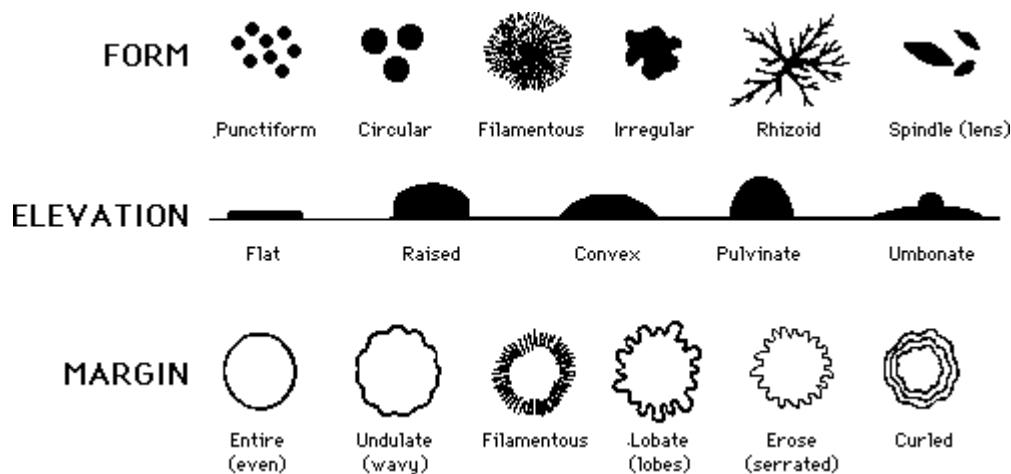 FORM
.Punctiform Circular Filamentous Irregular Rhizoid Spindle (lens)
ELEVATION
Flat Raised Convex Pulvinate Umbonate
MARGIN
Entire Undulate Filamentous .Lobate Erose Curled
(even) (wavy) (lobes) (serrated)